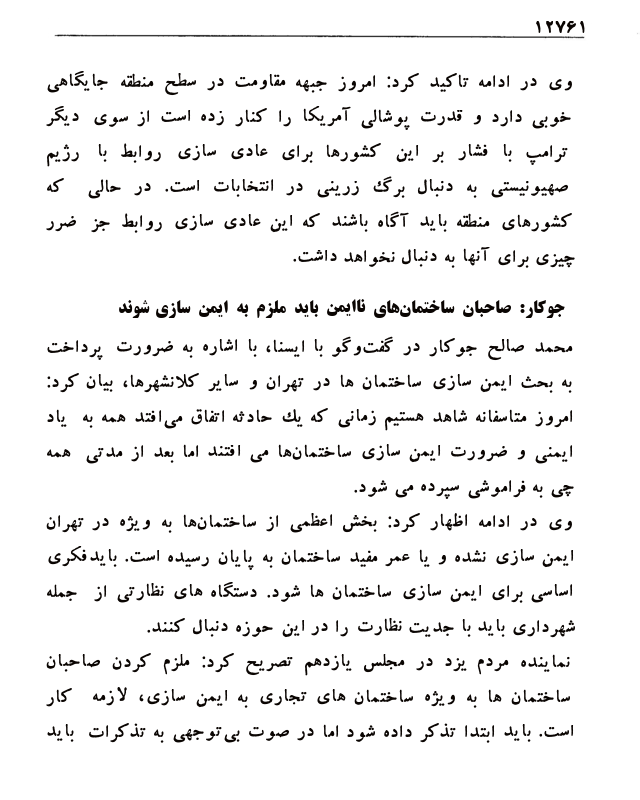 ۱۲۷۶۱
وی در ادامه تاکید کرد: امروز جبهه مقاومت در سطح منطقه جایگاهی
خوبی دارد و قدرت پوشالی آمریکا را کنار زده است از سوی دیگر
ترامپ با فشار بر این کشورها برای عادی سازی روابط با رژیم
صهیونیستی به دنبال برگ زرینی در انتخابات است. در حالی که
کشورهای منطقه باید آگاه باشند که این عادی سازی روابط جز ضرر
چیزی برای آنها به دنبال نخواهد داشت.
جوکار: صاحبان ساختمان‌های ناایمن باید ملزم به ایمن سازی شوند
محمد صالح جوکار در گفت‌وگو با ایسنا، با اشاره به ضرورت پرداخت
به بحث ایمن سازی ساختمان ها در تهران و سایر کلانشهرها، بیان کرد:
امروز متاسفانه شاهد هستیم زمانی که یك حادثه اتفاق می‌افتد همه به یاد
ایمنی و ضرورت ایمن سازی ساختمان‌ها می افتند اما بعد از مدتی همه
چی به فراموشی سپرده می شود.
وی در ادامه اظهار کرد: بخش اعظمی از ساختمان‌ها به ویژه در تهران
ایمن سازی نشده و یا عمر مفید ساختمان به پایان رسیده است. باید فکری
اساسی برای ایمن سازی ساختمان ها شود. دستگاه های نظارتی از جمله
شهرداری باید با جدیت نظارت را در این حوزه دنبال کنند.
نماینده مردم یزد در مجلس یازدهم تصریح کرد: ملزم کردن صاحبان
ساختمان ها به ویژه ساختمان های تجاری به ایمن سازی، لازمه کار
است. باید ابتدا تذکر داده شود اما در صوت بی‌توجهی به تذکرات باید